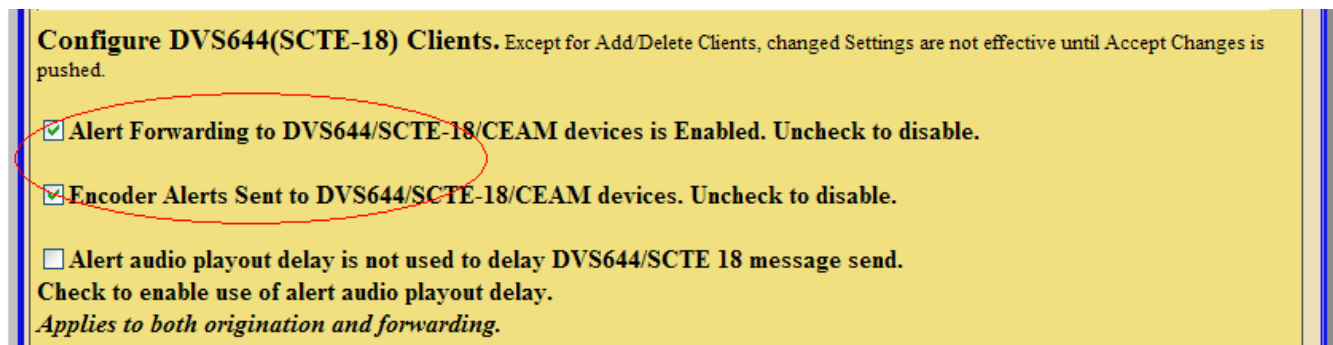 Configure DVS644(SCTE-18) Clients. Except for Add/Delete Clients, changed Settings are not effective until Accept Changes is
pushed.
Alert Forwarding to DVS644/SCTE-18/CEAM devices is Enabled. Uncheck to disable.
Encoder Alerts Sent to DVS644/SCTE-18/CEAM devices. Uncheck to disable.
Alert audio playout delay is not used to delay DVS644/SCTE 18 message send.
Check to enable use of alert audio playout delay.
Applies to both origination and forwarding.